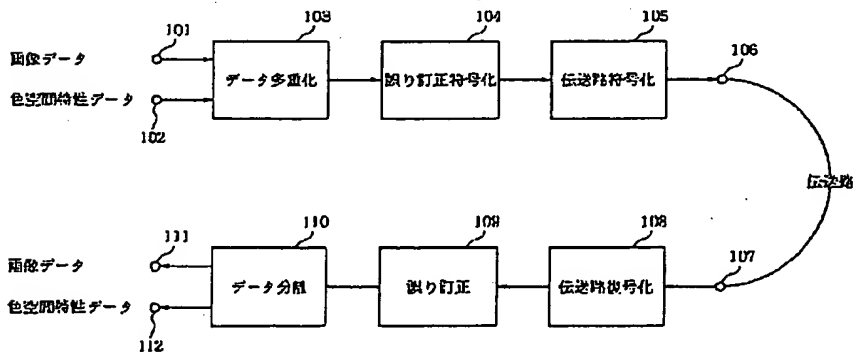 101
103
104
105
106
画像データ
データ多重化
誤り訂正符号化
伝送路符号化
色空間特性データ
102
伝送路
111
110
109
108
107
画像データ
データ分離
誤り訂正
伝送路復号化
色空間特性データ
112